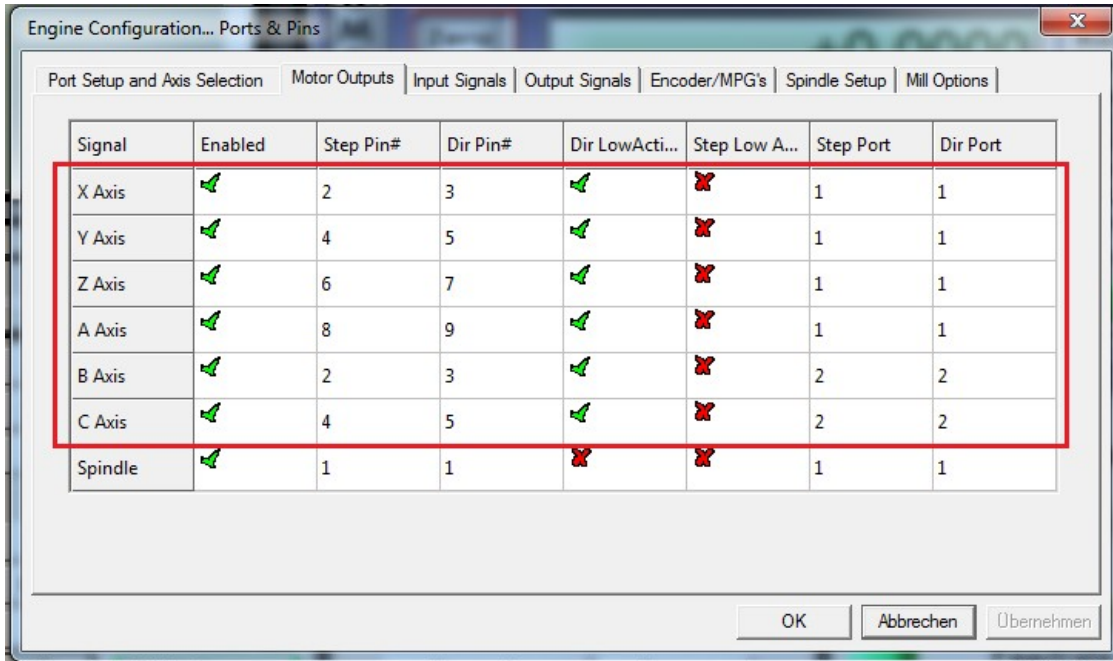 Engine Configuration... Ports & Pins
Port Setup and Axis Selection Motor Outputs Input Signals Output Signals Encoder/MPG's Spindle Setup Mill Options
Signal Enabled Step Pin# Dir Pin# Dir LowActi... Step Low A... Step Port Dir Port
X Axis 2 3 1 1
Y Axis 4 5 1 1
Z Axis 6 7 1 1
A Axis 8 9 1 1
B Axis 2 3 2 2
C Axis 4 5 2 2
Spindle 1 1 1 1
OK Abbrechen Übernehmen